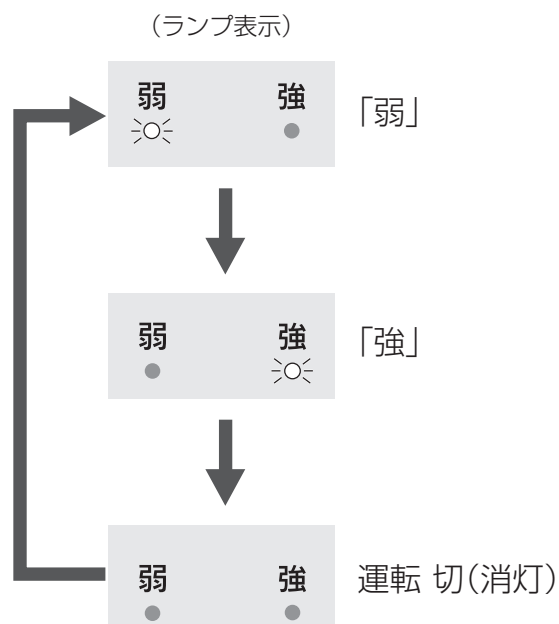 （ランプ表示）
弱 強 「弱」
弱 強 「強」
弱 強 運転 切（消灯）